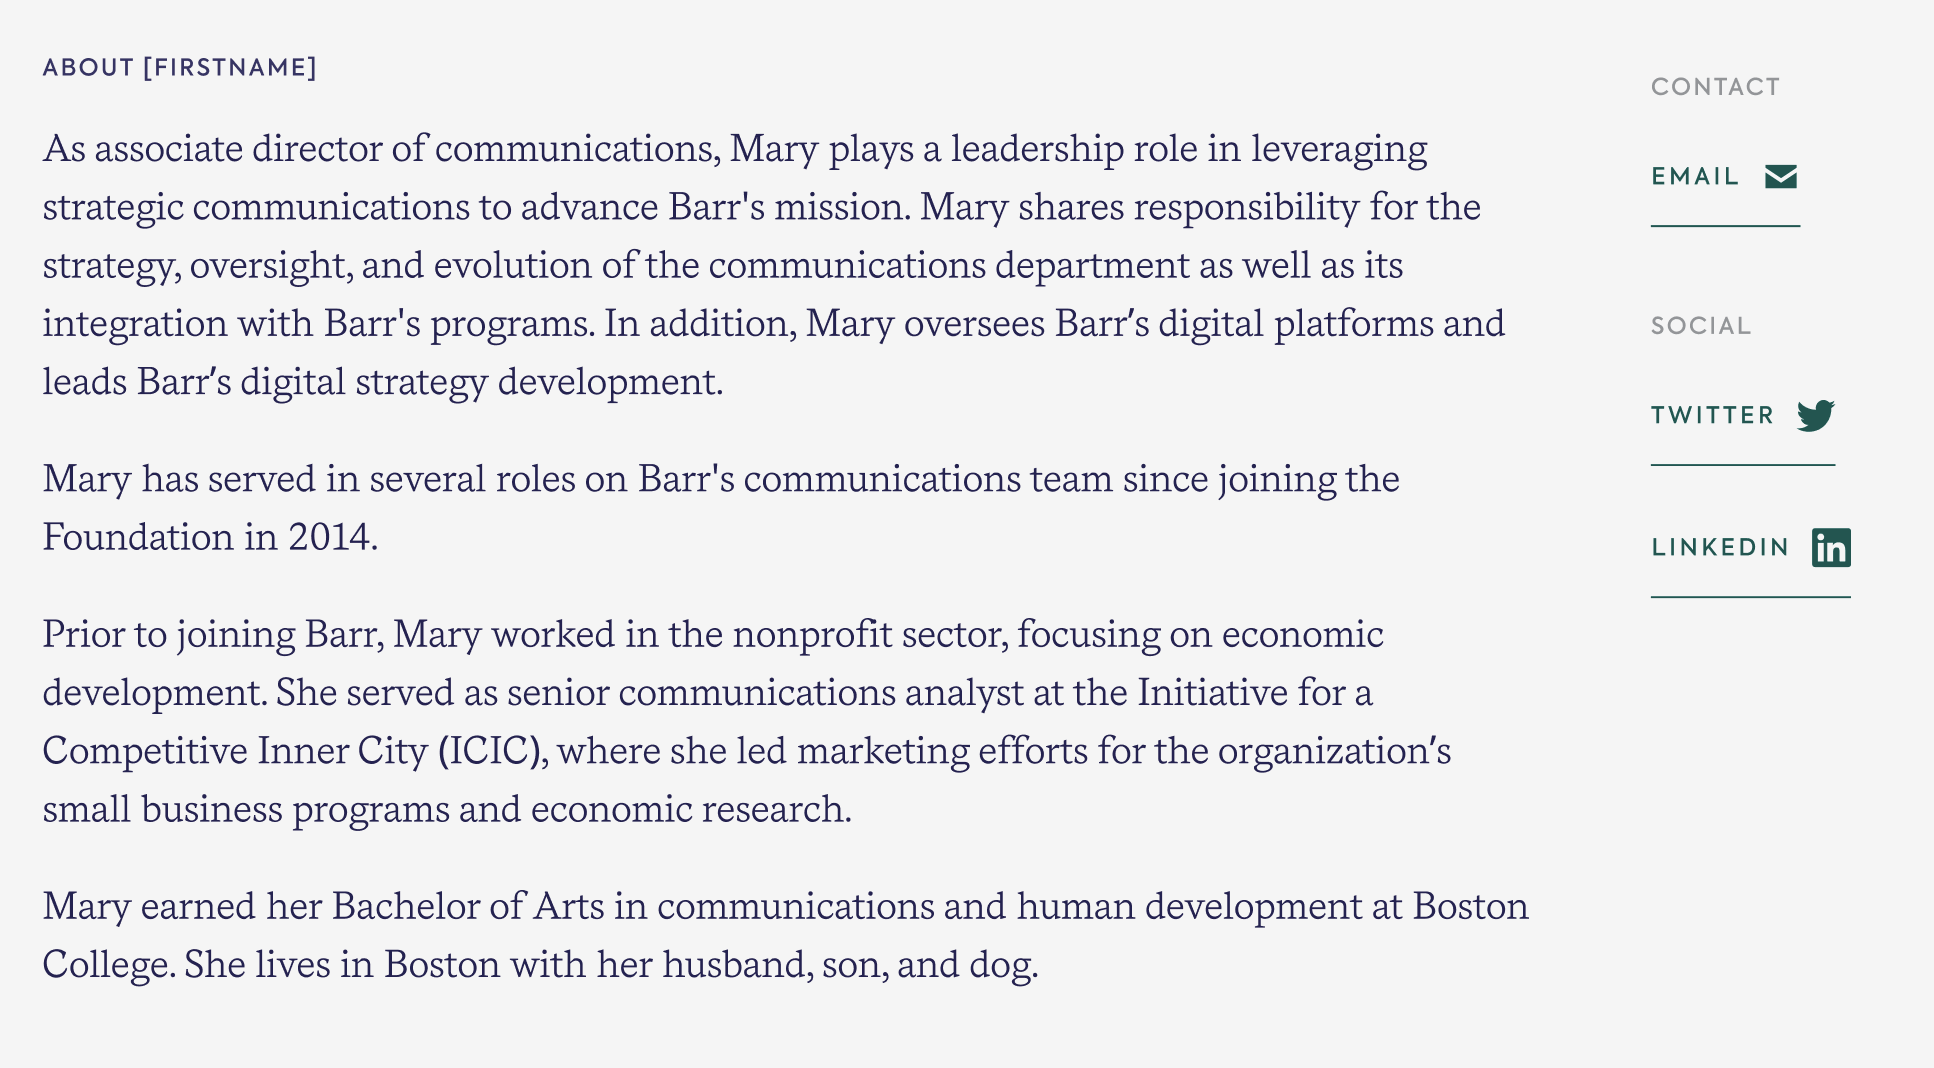 ABOUT [FIRSTNAME]
As associate director of communications, Mary plays a leadership role in leveraging
strategic communications to advance Barr's mission. Mary shares responsibility for the
strategy, oversight, and evolution of the communications department as well as its
integration with Barr's programs. In addition, Mary oversees Barr’s digital platforms and
leads Barr’s digital strategy development.
Mary has served in several roles on Barr's communications team since joining the
Foundation in 2014.
Prior to joining Barr, Mary worked in the nonprofit sector, focusing on economic
development. She served as senior communications analyst at the Initiative for a
Competitive Inner City (ICIC), where she led marketing efforts for the organization’s
small business programs and economic research.
Mary earned her Bachelor of Arts in communications and human development at Boston
College. She lives in Boston with her husband, son, and dog.
CONTACT
EMAIL
SOCIAL
TWITTER
LINKEDIN in